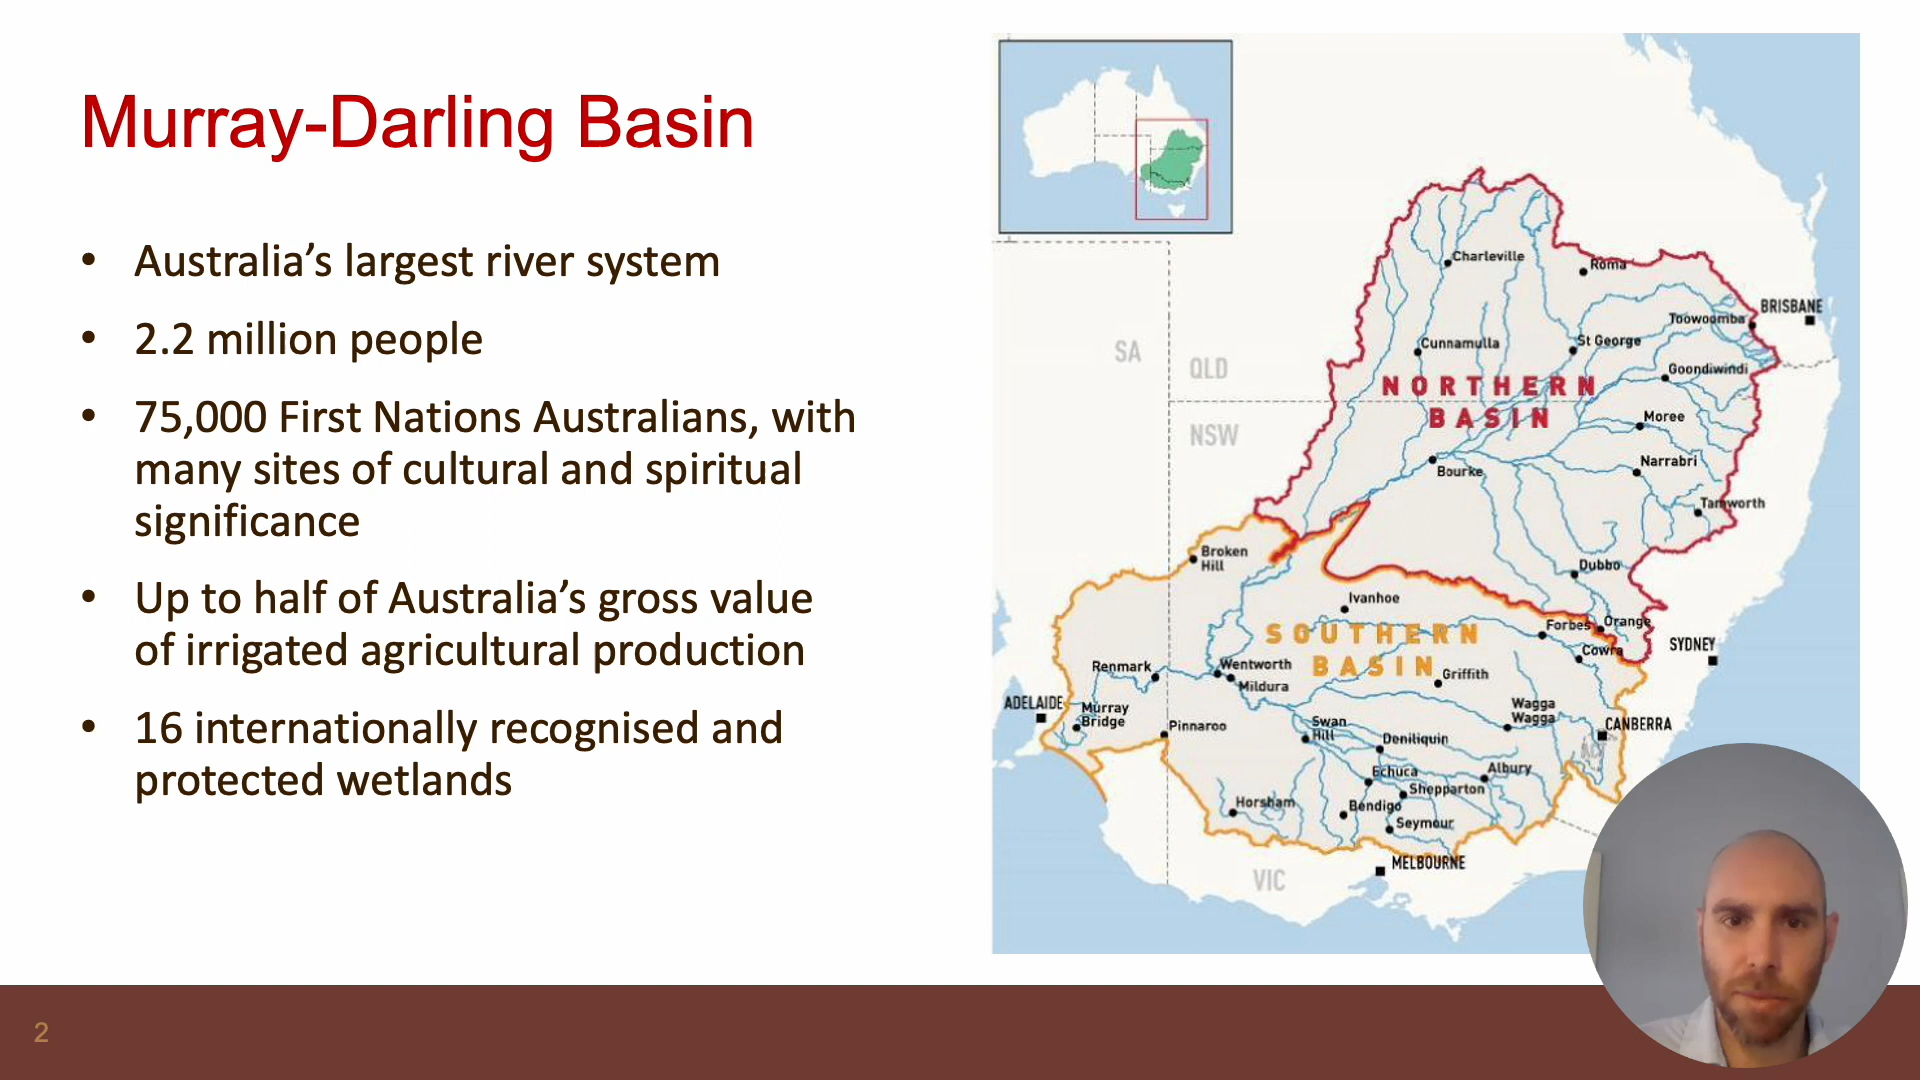 Murray-Darling Basin
• Australia’s largest river system
• 2.2 million people
• 75,000 First Nations Australians, with
many sites of cultural and spiritual
significance
• Up to half of Australia’s gross value
of irrigated agricultural production
• 16 internationally recognised and
protected wetlands
2
Charleville
Roma
BRISBANE
Toowoomba
SA
QLD
Cunnamulla
St George
Goondiwindi
NORTHERN
BASIN
NSW
Moree
Bourke
Narrabri
Tamworth
Broken
Hill
Dubbo
Ivanhoe
Forbes
Orange
SOUTHERN
BASIN
SYDNEY
Cowra
Renmark
Wentworth
Mildura
Griffith
ADELAIDE
Murray
Bridge
Pinnaroo
Swan
Hill
Wagga
Wagga
CANBERRA
Deniliquin
ACT
Echuca
Albury
Shepparton
Horsham
Bendigo
Seymour
MELBOURNE
VIC